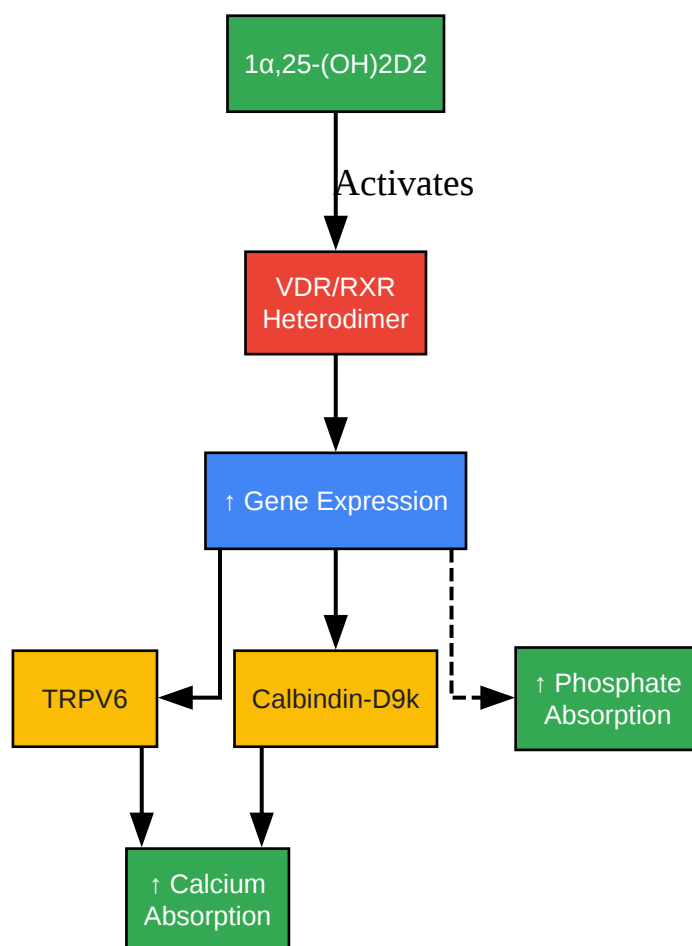 1α,25-(OH)2D2
Activates
VDR/RXR
Heterodimer
↑ Gene Expression
TRPV6
Calbindin-D9k
↑ Phosphate
Absorption
↑ Calcium
Absorption